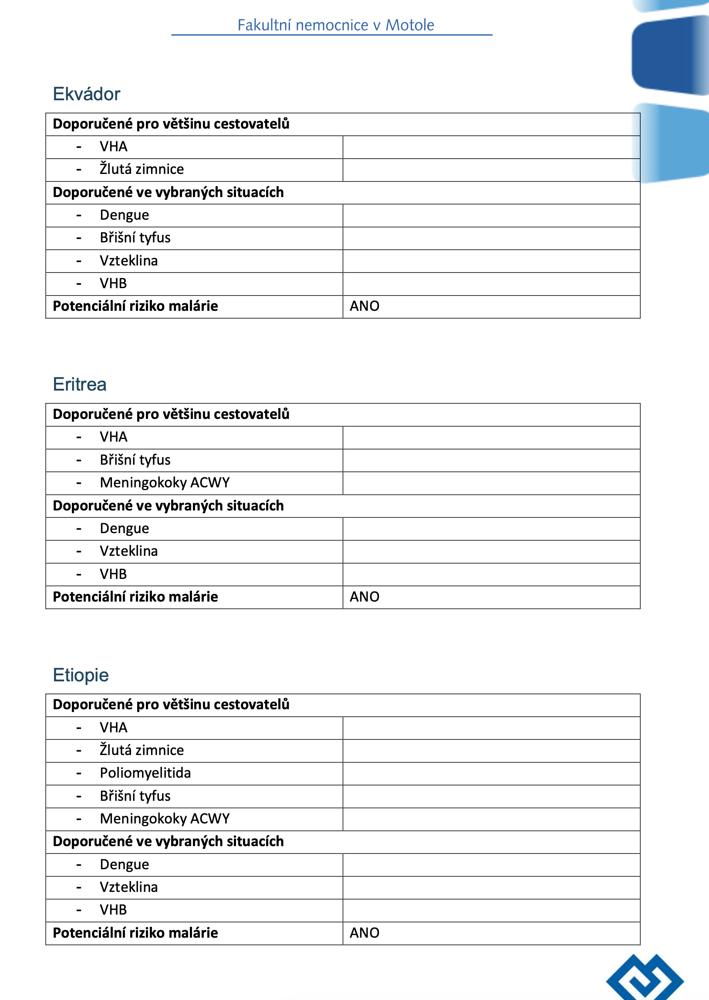 Fakultní nemocnice v Motole
Ekvádor
Doporučené pro většinu cestovatelů
- VHA
- Žlutá zimnice
Doporučené ve vybraných situacích
- Dengue
- Břišní tyfus
- Vzteklina
- VHB
Potenciální riziko malárie ANO
Eritrea
Doporučené pro většinu cestovatelů
- VHA
- Břišní tyfus
- Meningokoky ACWY
Doporučené ve vybraných situacích
- Dengue
- Vzteklina
- VHB
Potenciální riziko malárie ANO
Etiopie
Doporučené pro většinu cestovatelů
- VHA
- Žlutá zimnice
- Poliomyelitida
- Břišní tyfus
- Meningokoky ACWY
Doporučené ve vybraných situacích
- Dengue
- Vzteklina
- VHB
Potenciální riziko malárie ANO